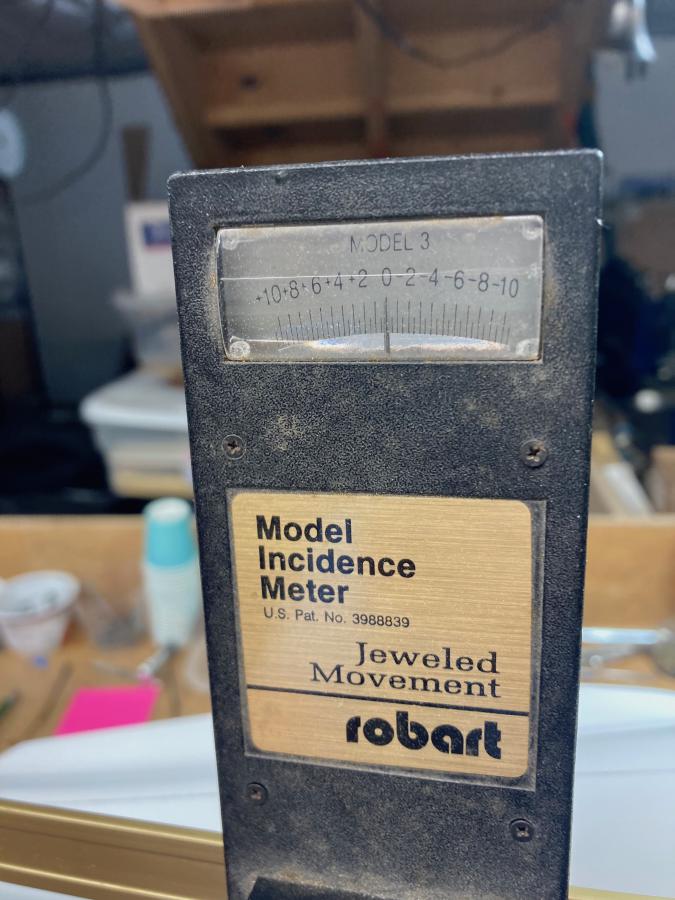 MODEL 3
+10+8+6+4+2 0-2-4-6-8-10
Model
Incidence
Meter
U.S. Pat. No. 3988839
Jeweled
Movement
robart